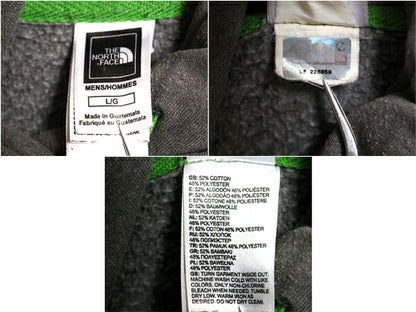 THE
NORTH
FACE
MENS/HOMMES
L/G
Made in Guatemala
Fabriqué au Guatemala
L# 226359
GB: 52% COTTON
48% POLYESTER
E: 52% ALGODÓN 48% POLIÉSTER
P: 52% ALGODÃO 48% POLIÉSTER
I: 52% COTONE 48% POLIESTERE
D: 52% BAUMWOLLE
48% POLYESTER
NL: 52% KATOEN
48% POLYESTER
F: 52% COTON 48% POLYESTER
RU: 52% ХЛОПОК
48% ПОЛИЭСТЕР
TR: 52% PAMUK 48% POLYESTER
GR: 52% ΒΑΜΒΑΚΙ
48% ΠΟΛΥΕΣΤΕΡΑΣ
PL: 52% BAWEŁNA
48% POLYESTER
GB: TURN GARMENT INSIDE OUT.
MACHINE WASH COLD WITH LIKE
COLORS. ONLY NON-CHLORINE
BLEACH WHEN NEEDED. TUMBLE
DRY LOW. WARM IRON AS
DESIRED. DO NOT DRY CLEAN.